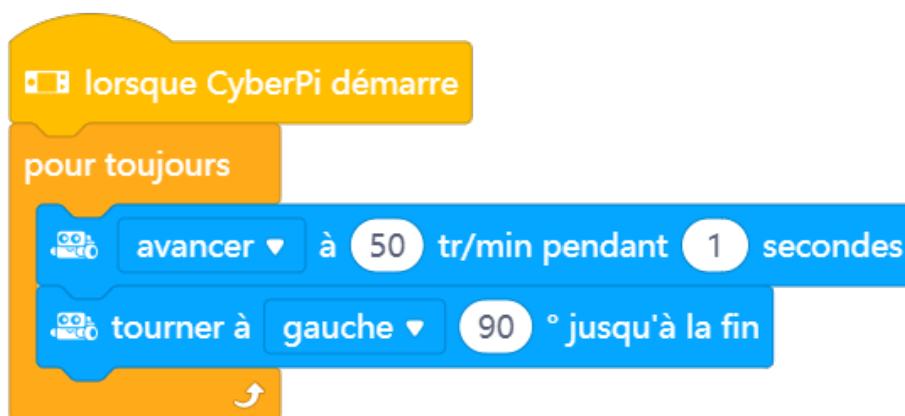 lorsque CyberPi démarre
pour toujours
avancer à 50 tr/min pendant 1 secondes
tourner à gauche 90 ° jusqu'à la fin